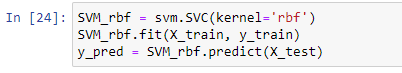 In [24]: SVM_rbf = svm.SVC(kernel='rbf')
SVM_rbf.fit(X_train, y_train)
y_pred = SVM_rbf.predict(X_test)